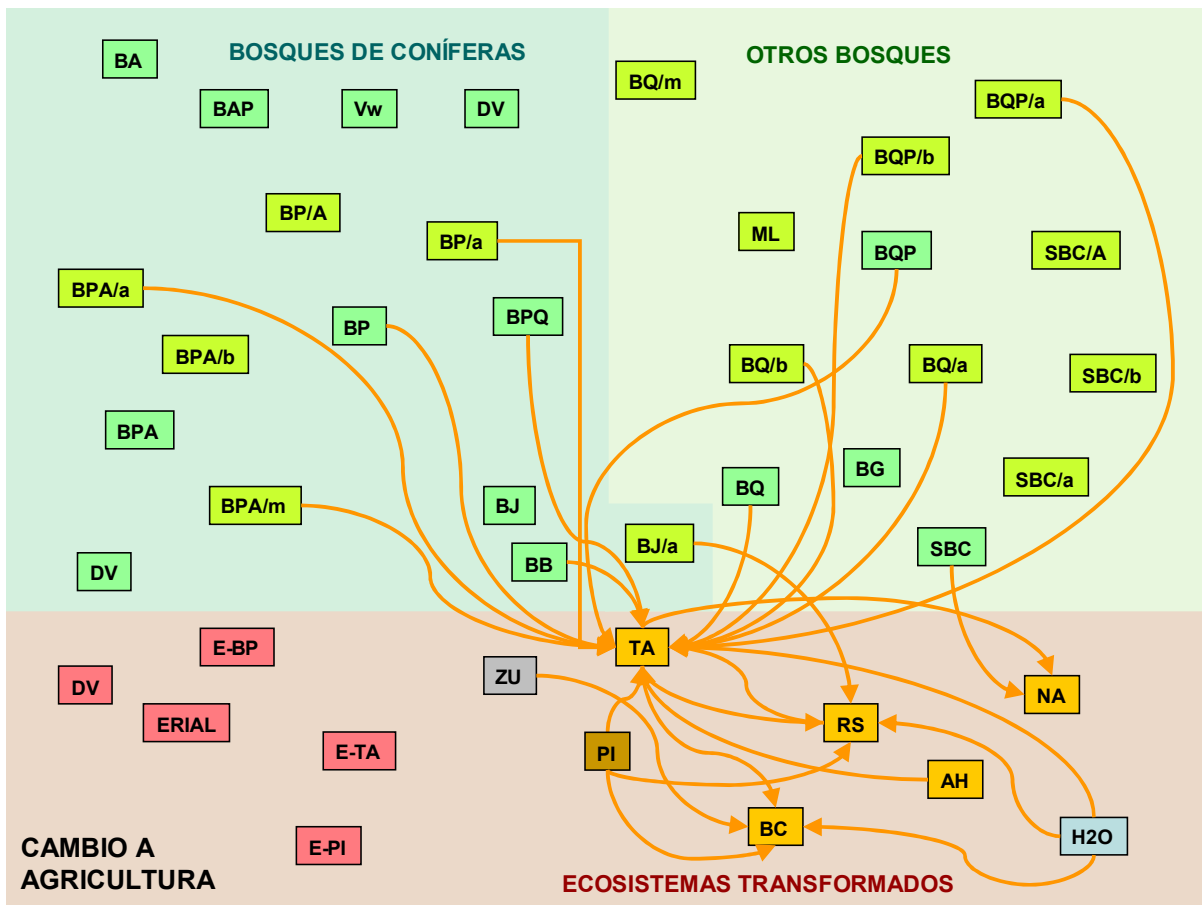 BOSQUES DE CONÍFERAS
OTROS BOSQUES
BA
BAP
Vw
DV
BQ/m
BQP/a
BQP/b
BP/A
BP/a
ML
BQP
SBC/A
BPA/a
BP
BPQ
BPA/b
BQ/b
BQ/a
SBC/b
BPA
BG
BQ
SBC/a
BPA/m
BJ
BJ/a
SBC
DV
BB
E-BP
TA
DV
ZU
NA
ERIAL
RS
E-TA
PI
AH
BC
H2O
E-PI
CAMBIO A
AGRICULTURA
ECOSISTEMAS TRANSFORMADOS